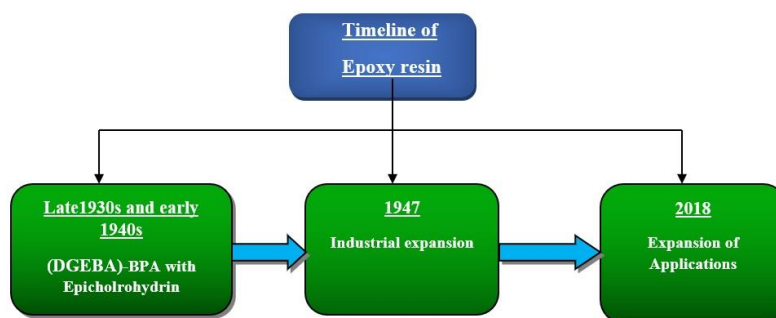 Timeline of
Epoxy resin
Late1930s and early
1940s
(DGEBA)-BPA with
Epicholrohydrin
1947
Industrial expansion
2018
Expansion of
Applications